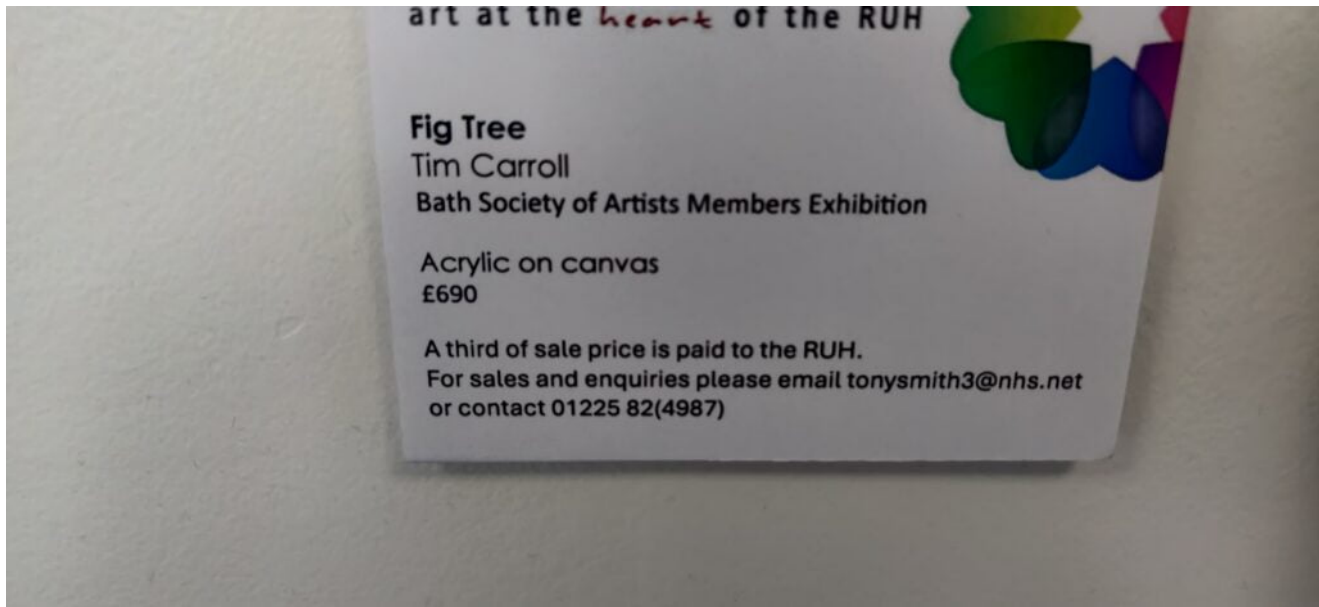 art at the heart of the RUH
Fig Tree
Tim Carroll
Bath Society of Artists Members Exhibition
Acrylic on canvas
£690
A third of sale price is paid to the RUH.
For sales and enquiries please email tonysmith3@nhs.net
or contact 01225 82(4987)